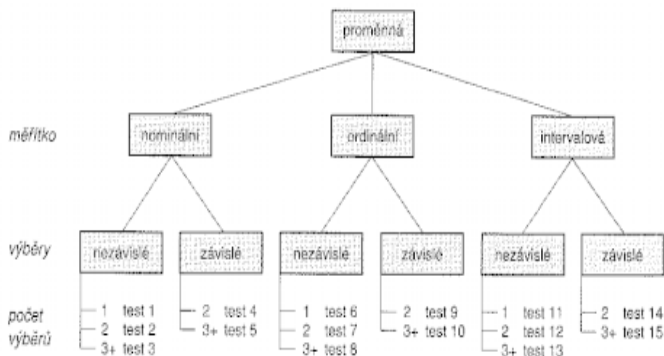 proměnná
měřítko nominální ordinální intervalová
výběry nezávislé závislé nezávislé závislé nezávislé závislé
počet výběrů
1 test 1
2 test 2
3+ test 3
2 test 4
3+ test 5
1 test 6
2 test 7
3+ test 8
2 test 9
3+ test 10
1 test 11
2 test 12
3+ test 13
2 test 14
3+ test 15